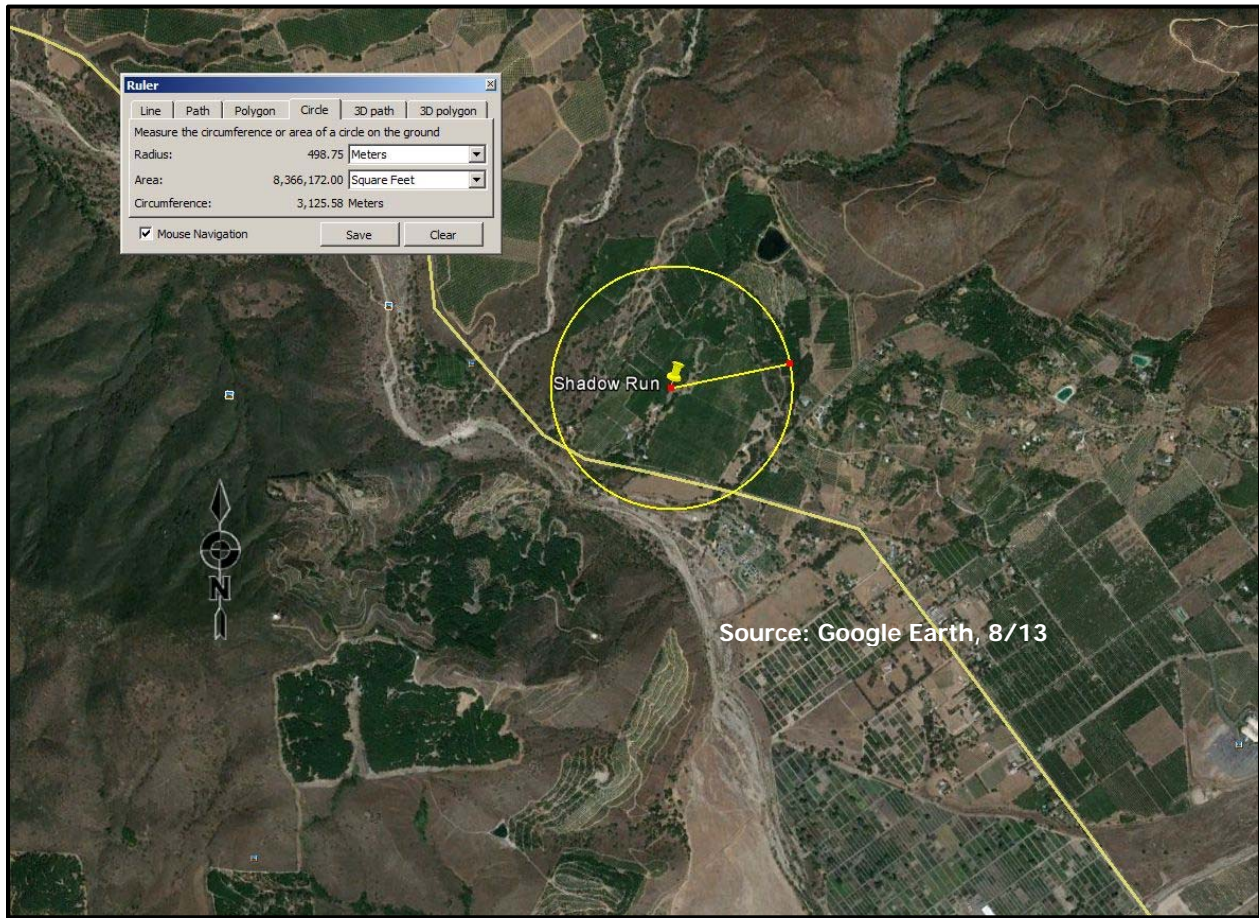 Ruler
Line Path Polygon Circle 3D path 3D polygon
Measure the circumference or area of a circle on the ground
Radius: 498.75 Meters
Area: 8,366,172.00 Square Feet
Circumference: 3,125.58 Meters
Mouse Navigation Save Clear
Shadow Run
N
Source: Google Earth, 8/13